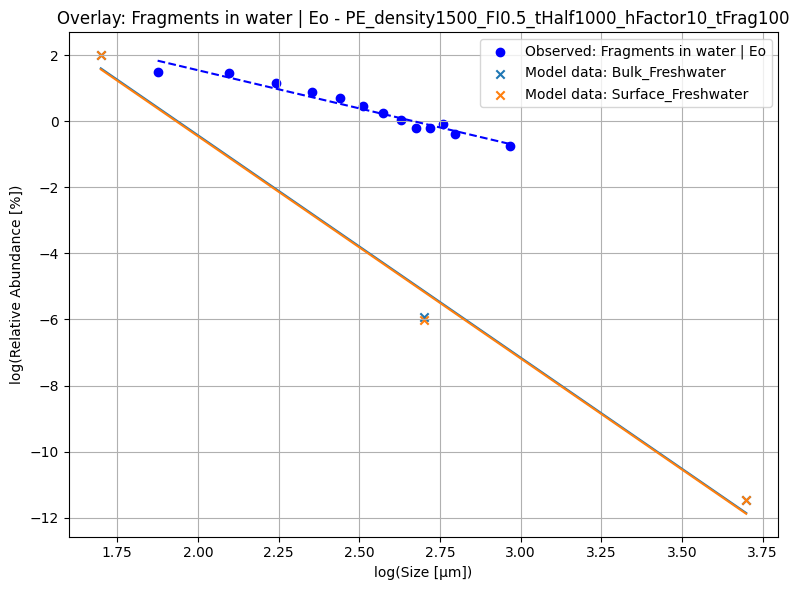 Overlay: Fragments in water | Eo - PE_density1500_FI0.5_tHalf1000_hFactor10_tFrag100
Observed: Fragments in water | Eo
Model data: Bulk_Freshwater
Model data: Surface_Freshwater
log(Relative Abundance [%])
2
0
−2
−4
−6
−8
−10
−12
1.75 2.00 2.25 2.50 2.75 3.00 3.25 3.50 3.75
log(Size [µm])